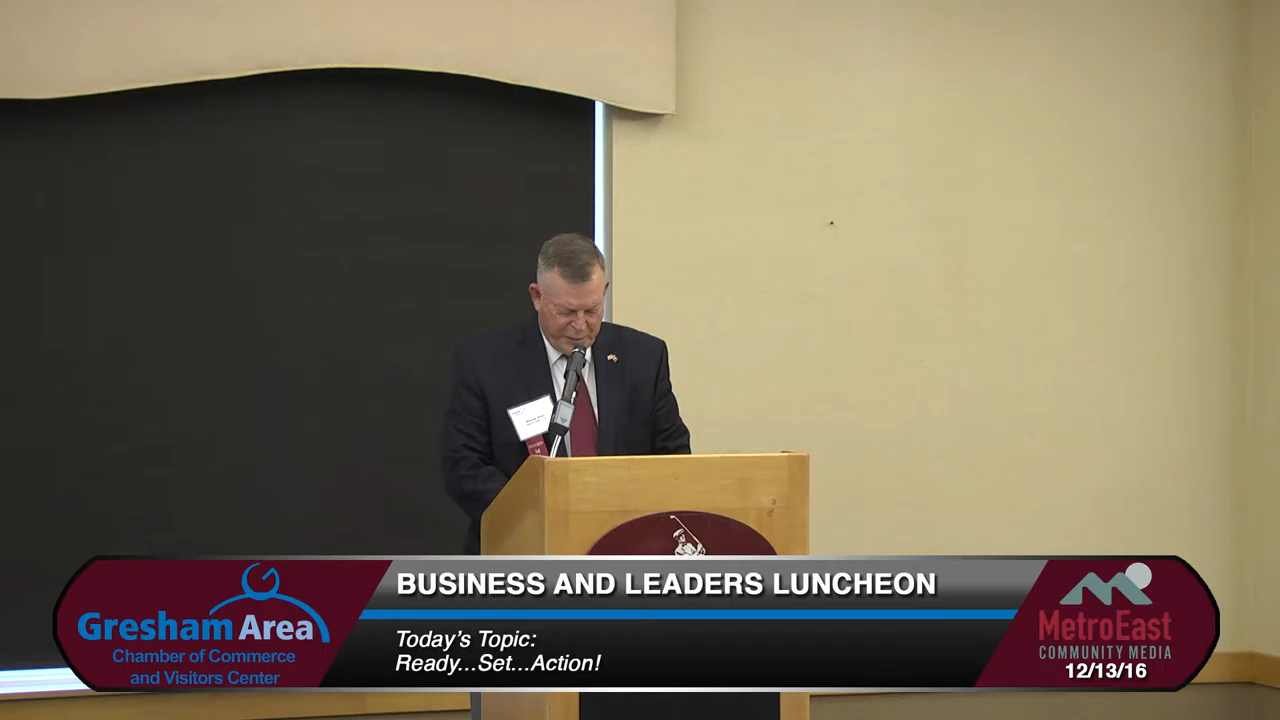 BUSINESS AND LEADERS LUNCHEON
Gresham Area
Chamber of Commerce
and Visitors Center
Today's Topic:
Ready...Set...Action!
MetroEast
COMMUNITY MEDIA
12/13/16